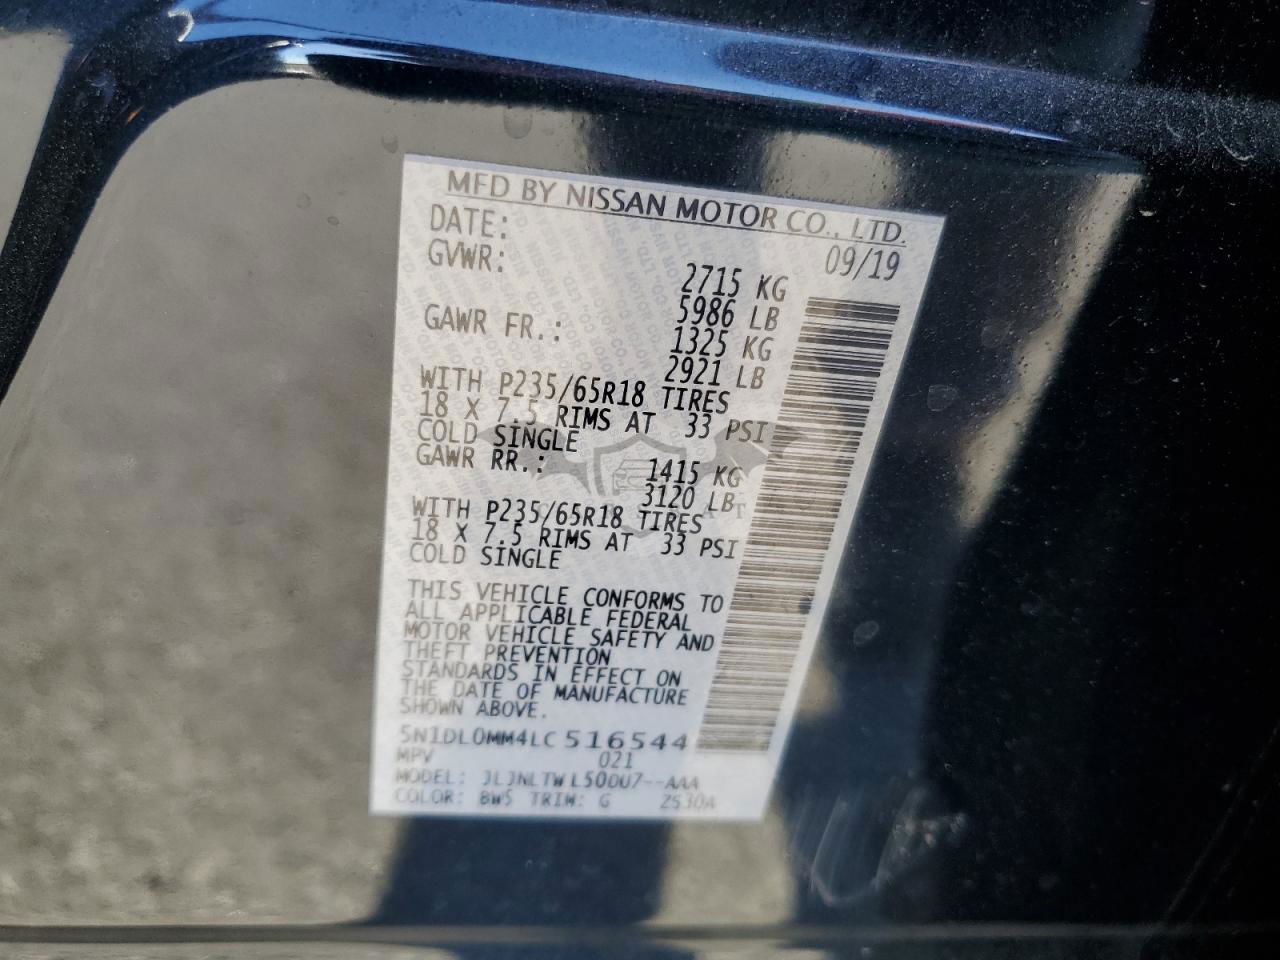 MFD BY NISSAN MOTOR CO., LTD.
DATE: 09/19
GVWR: 2715 KG
5986 LB
GAWR FR.: 1325 KG
2921 LB
WITH P235/65R18 TIRES
18 X 7.5 RIMS AT 33 PSI
COLD SINGLE
GAWR RR.: 1415 KG
3120 LB
WITH P235/65R18 TIRES
18 X 7.5 RIMS AT 33 PSI
COLD SINGLE
THIS VEHICLE CONFORMS TO
ALL APPLICABLE FEDERAL
MOTOR VEHICLE SAFETY AND
THEFT PREVENTION
STANDARDS IN EFFECT ON
THE DATE OF MANUFACTURE
SHOWN ABOVE.
5N1DL0MM4LC 516544
MPV 021
MODEL: JLJNLTWL50DU7--AAA
COLOR: BW5 TRIM: G 2S30A